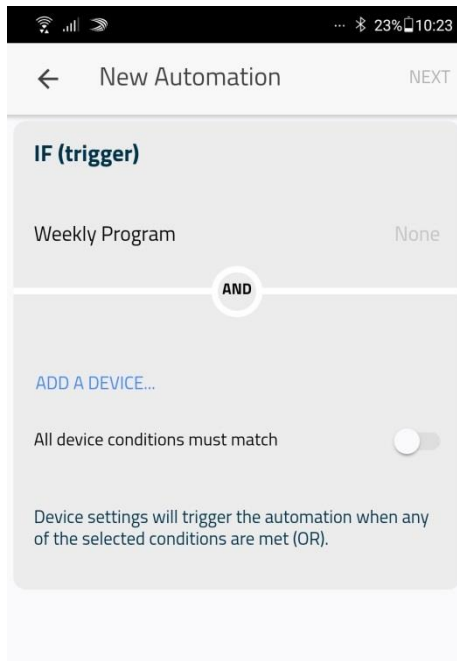 ... 23% 10:23
New Automation NEXT
IF (trigger)
Weekly Program None
AND
ADD A DEVICE...
All device conditions must match
Device settings will trigger the automation when any
of the selected conditions are met (OR).